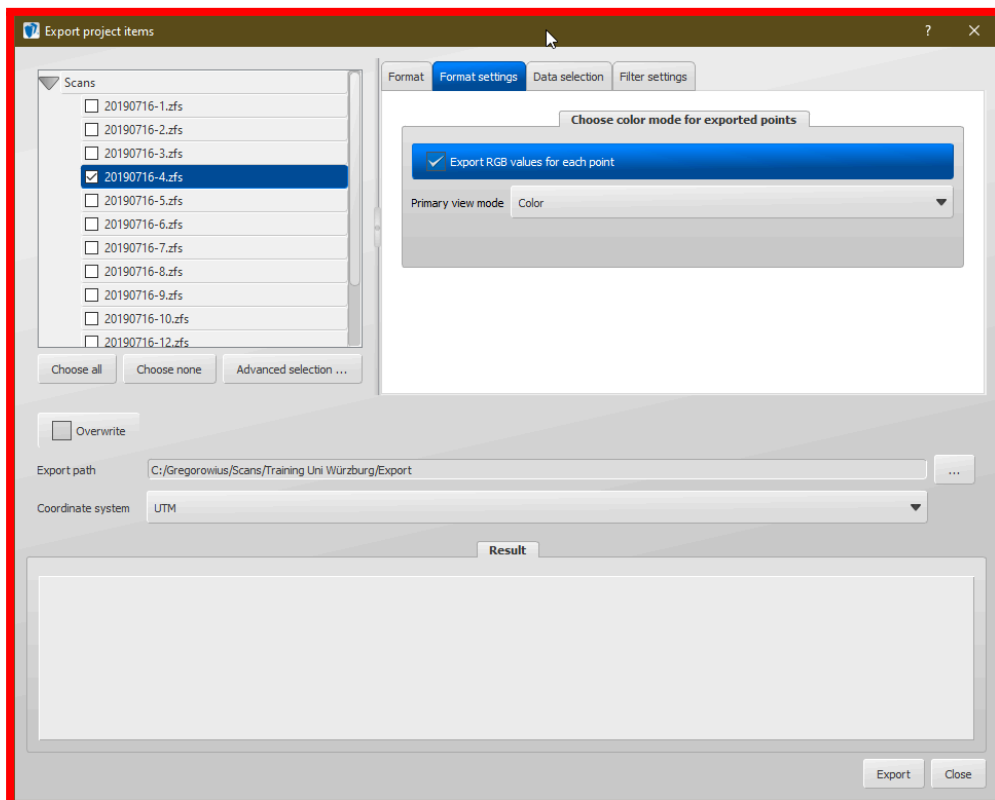 Export project items
?
Scans
20190716-1.zfs
20190716-2.zfs
20190716-3.zfs
20190716-4.zfs
20190716-5.zfs
20190716-6.zfs
20190716-7.zfs
20190716-8.zfs
20190716-9.zfs
20190716-10.zfs
20190716-12.zfs
Choose all Choose none Advanced selection ...
Format Format settings Data selection Filter settings
Choose color mode for exported points
Export RGB values for each point
Primary view mode Color
Overwrite
Export path C:/Gregorowius/Scans/Training Uni Würzburg/Export ...
Coordinate system UTM
Result
Export Close